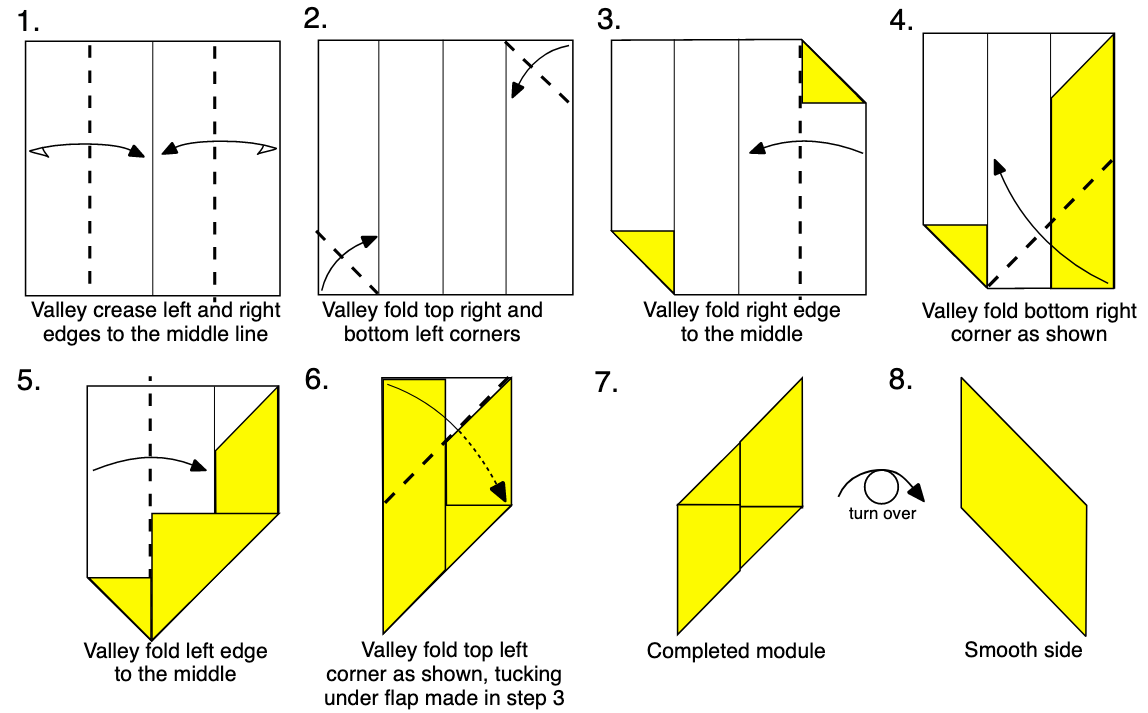 1.
Valley crease left and right
edges to the middle line
2.
Valley fold top right and
bottom left corners
3.
Valley fold right edge
to the middle
4.
Valley fold bottom right
corner as shown
5.
Valley fold left edge
to the middle
6.
Valley fold top left
corner as shown, tucking
under flap made in step 3
7.
Completed module
turn over
8.
Smooth side